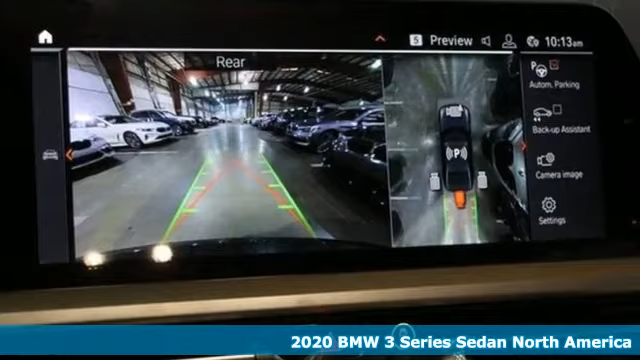 5 Preview 10:13am
Rear
P
Autom. Parking
Back-up Assistant
Camera image
Settings
P
2020 BMW 3 Series Sedan North America